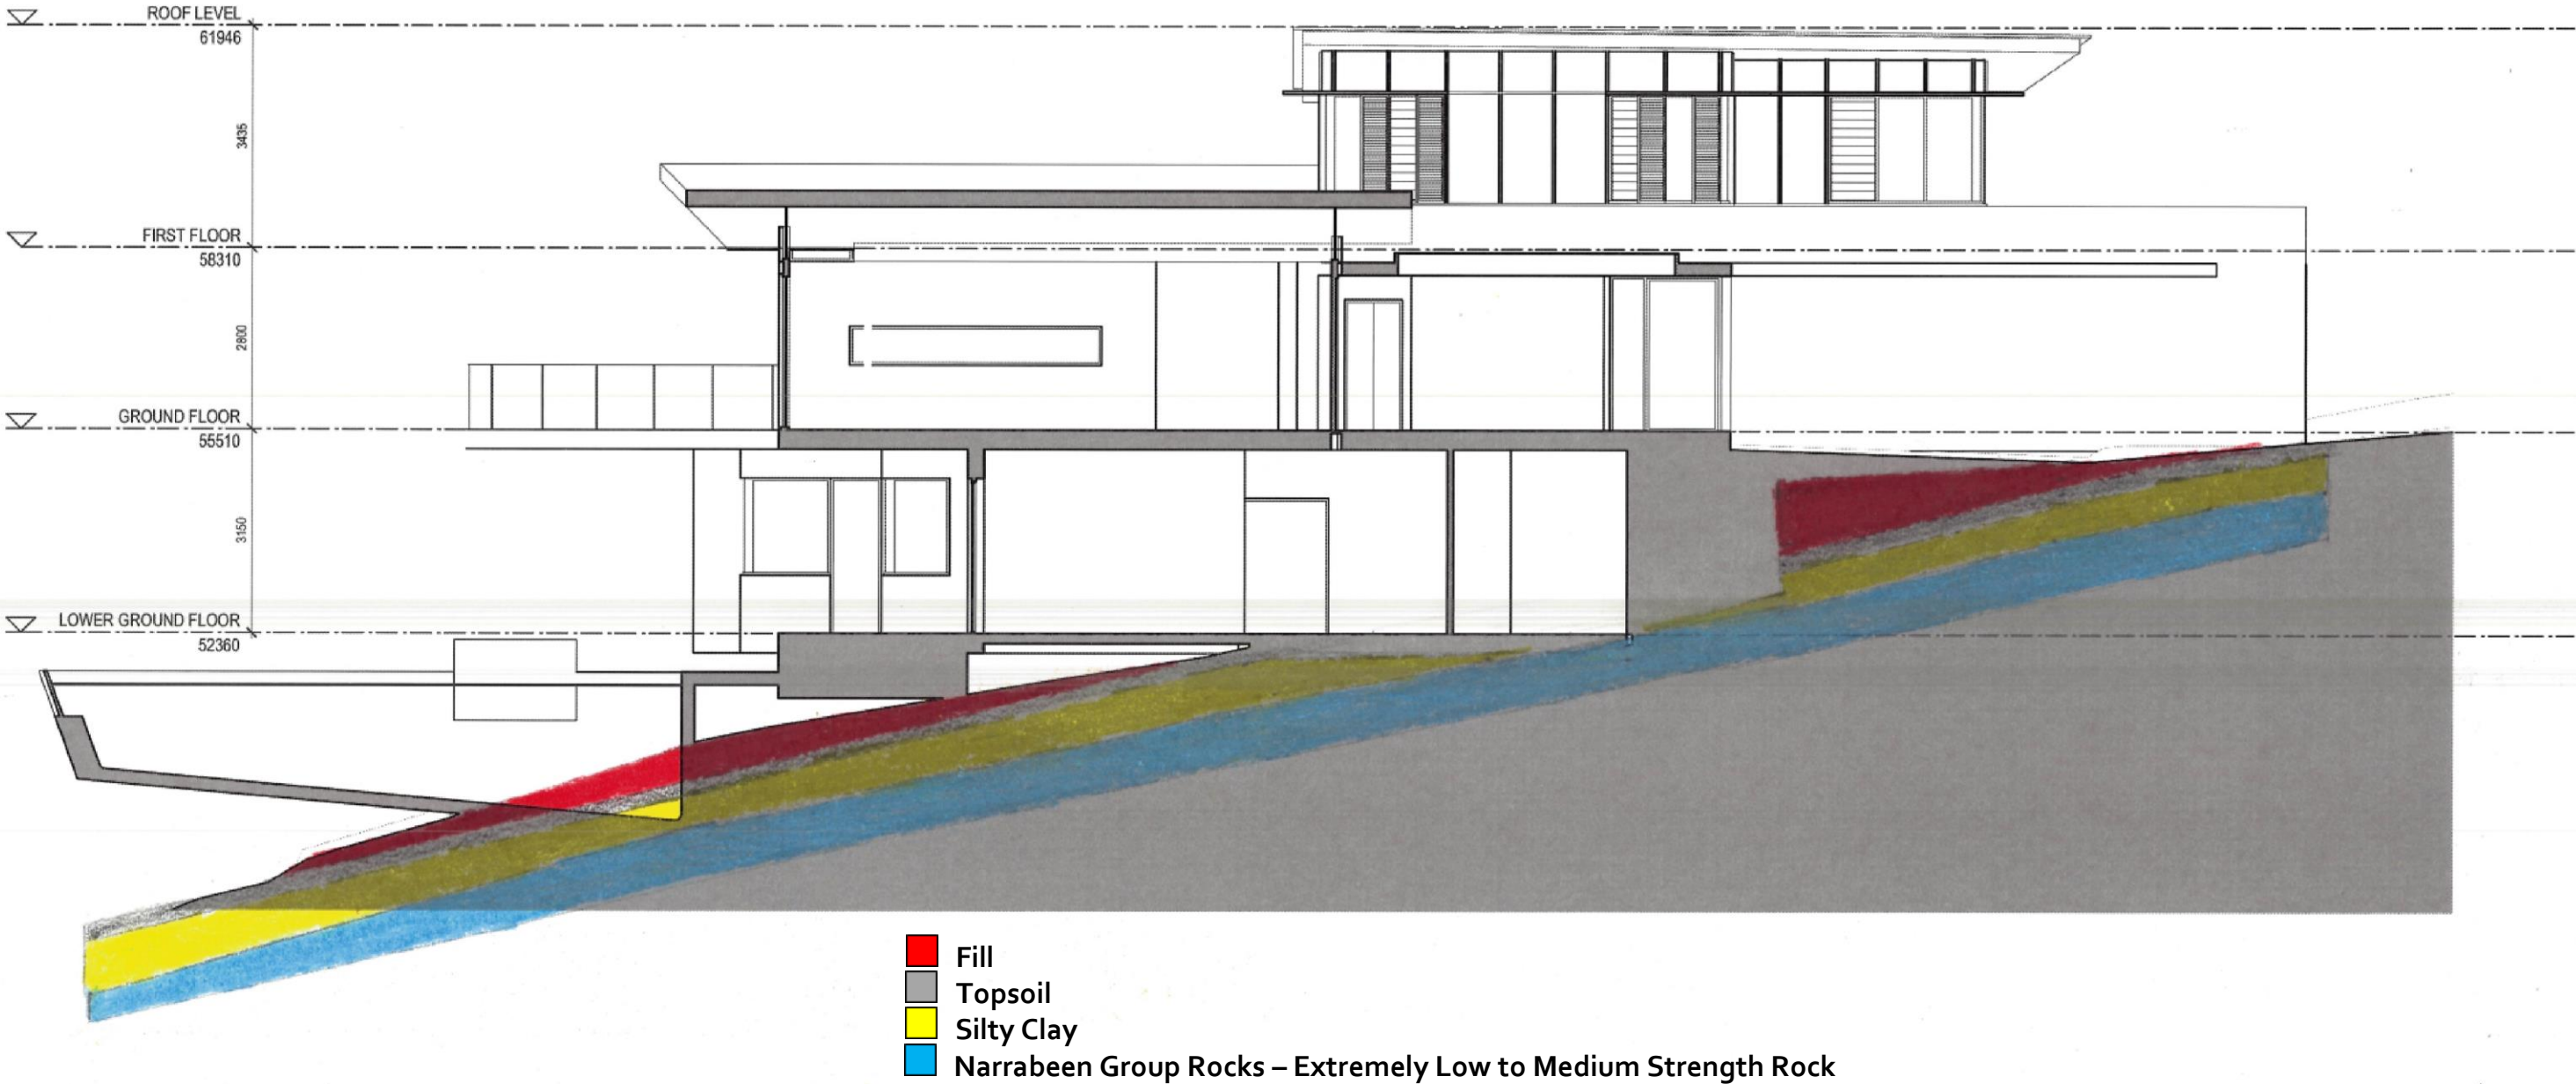 ROOF LEVEL
61946
3435
FIRST FLOOR
58310
2800
GROUND FLOOR
55510
3150
LOWER GROUND FLOOR
52360
Fill
Topsoil
Silty Clay
Narrabeen Group Rocks – Extremely Low to Medium Strength Rock